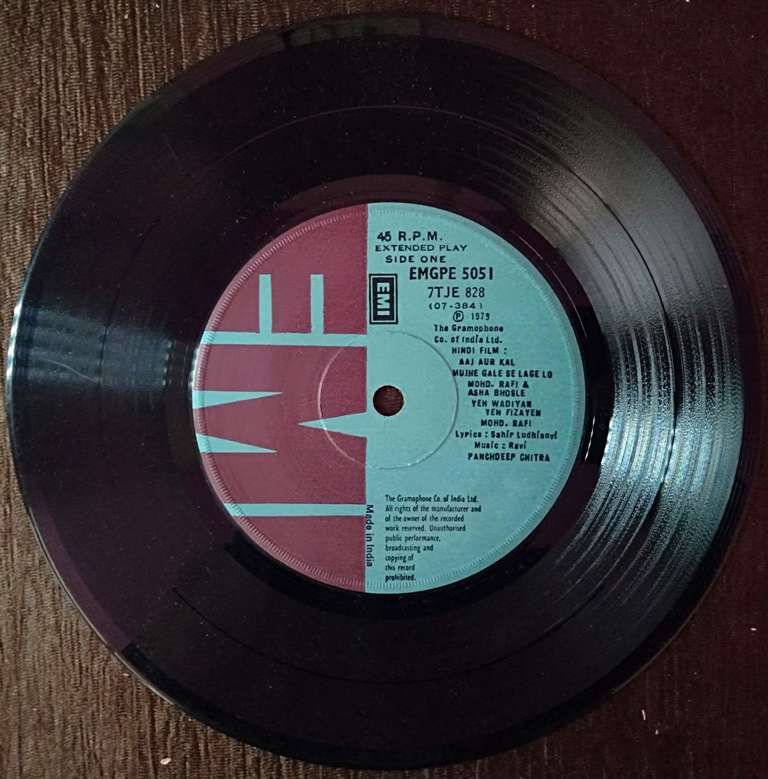 45 R.P.M.
EXTENDED PLAY
SIDE ONE
EMGPE 5051
EMI
7TJE 828
(07-384)
Ⓟ 1979
The Gramophone
Co. of India Ltd.
HINDI FILM :
AAJ AUR KAL
MUJHE GALE SE LAGE LO
MOHD. RAFI &
ASHA BHOSLE
YEH WADIYAN
YEH FIZAYEN
MOHD. RAFI
Lyrics : Sahir Ludhianvi
Music : Ravi
PANCHDEEP CHITRA
The Gramophone Co. of India Ltd.
All rights of the manufacturer and
of the owner of the recorded
work reserved. Unauthorised
public performance,
broadcasting and
copying of
this record
prohibited.
Made in India
EMI